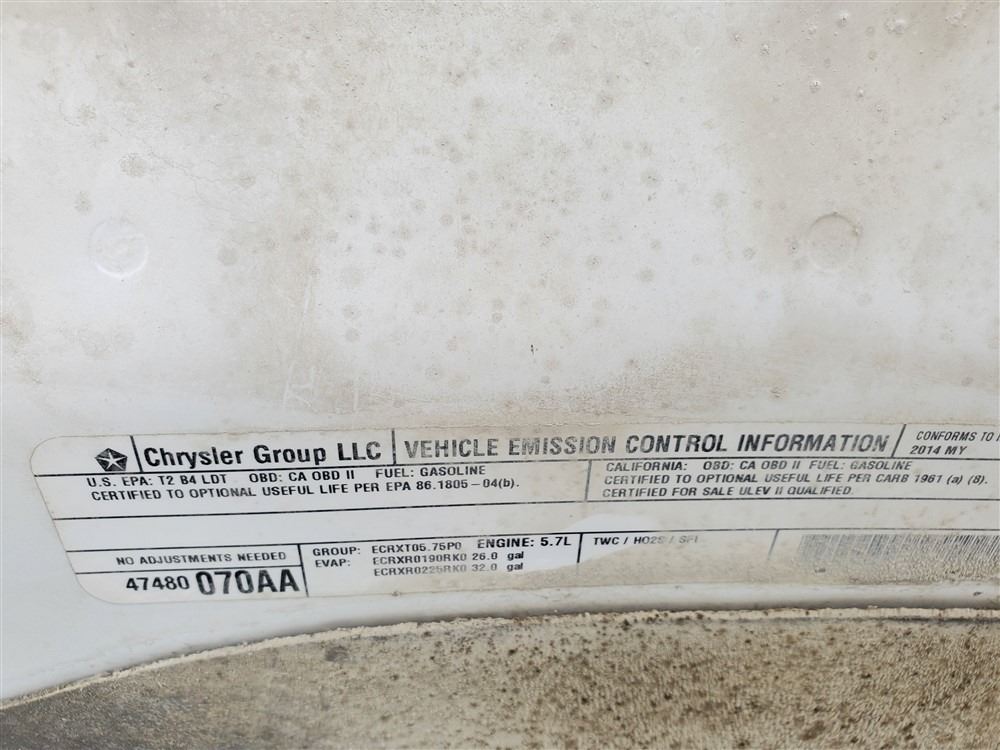 Chrysler Group LLC
VEHICLE EMISSION CONTROL INFORMATION
CONFORMS TO
2014 MY
U.S. EPA: T2 B4 LDT OBD: CA OBD II FUEL: GASOLINE
CERTIFIED TO OPTIONAL USEFUL LIFE PER EPA 86.1805-04(b).
CALIFORNIA: OBD: CA OBD II FUEL: GASOLINE
CERTIFIED TO OPTIONAL USEFUL LIFE PER CARB 1961 (a) (8).
CERTIFIED FOR SALE ULEV II QUALIFIED.
NO ADJUSTMENTS NEEDED
47480 070AA
GROUP: ECRXT05.75P0 ENGINE: 5.7L
EVAP: ECRXR0190RK0 26.0 gal
ECRXR0225RK0 32.0 gal
TWC / HO2S / SFI